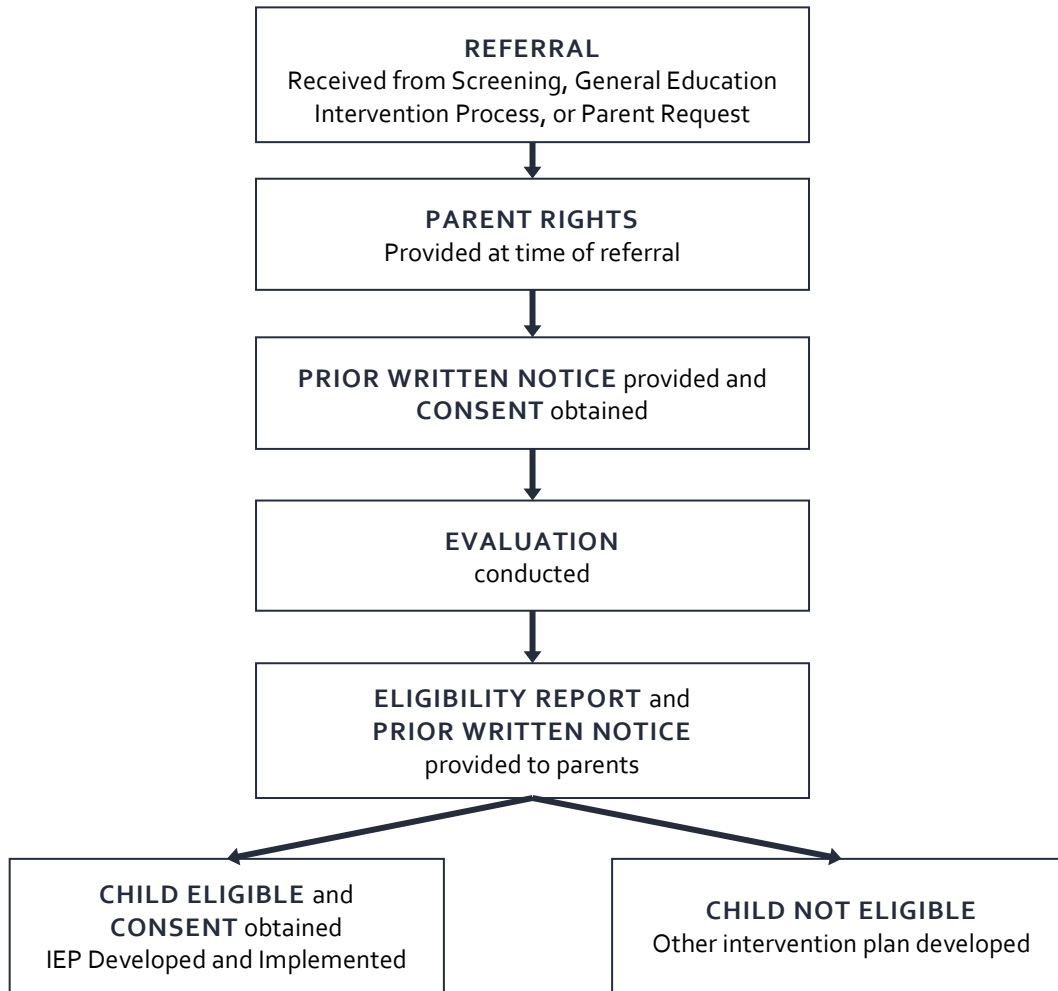 REFERRAL
Received from Screening, General Education
Intervention Process, or Parent Request
PARENT RIGHTS
Provided at time of referral
PRIOR WRITTEN NOTICE provided and
CONSENT obtained
EVALUATION
conducted
ELIGIBILITY REPORT and
PRIOR WRITTEN NOTICE
provided to parents
CHILD ELIGIBLE and
CONSENT obtained
IEP Developed and Implemented
CHILD NOT ELIGIBLE
Other intervention plan developed